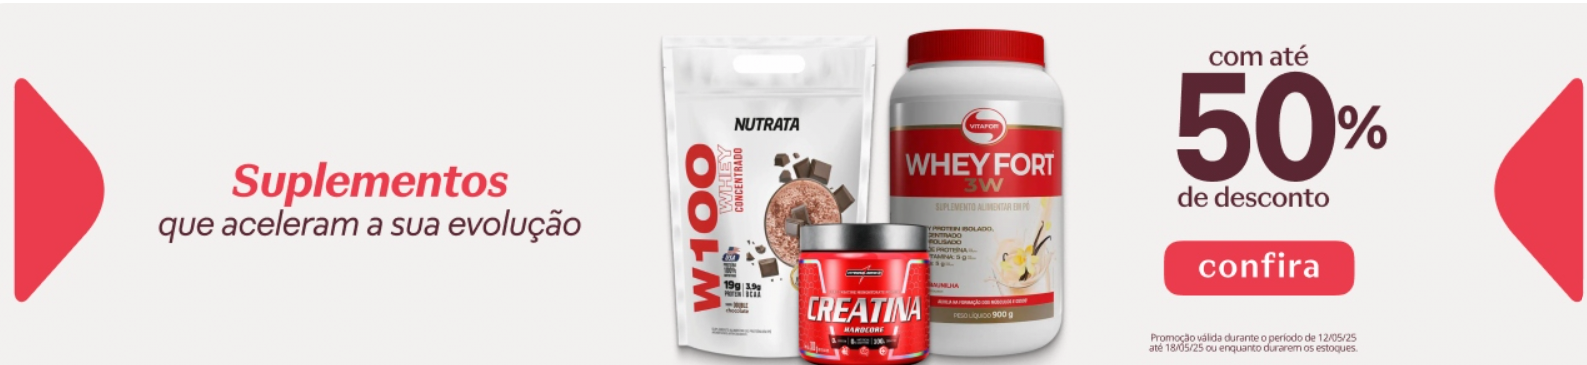 Suplementos
que aceleram a sua evolução
NUTRATA
W100
WHEY
CONCENTRADO
19g 3,9g
PROTEIN BCAA
CREATINA
HARDCORE
VITAFOR
WHEY FORT
3W
SUPLEMENTO ALIMENTAR EM PÓ
BAUNILHA
PESO LÍQUIDO 900 g
com até
50%
de desconto
confira
Promoção válida durante o período de 12/05/25
até 18/05/25 ou enquanto durarem os estoques.